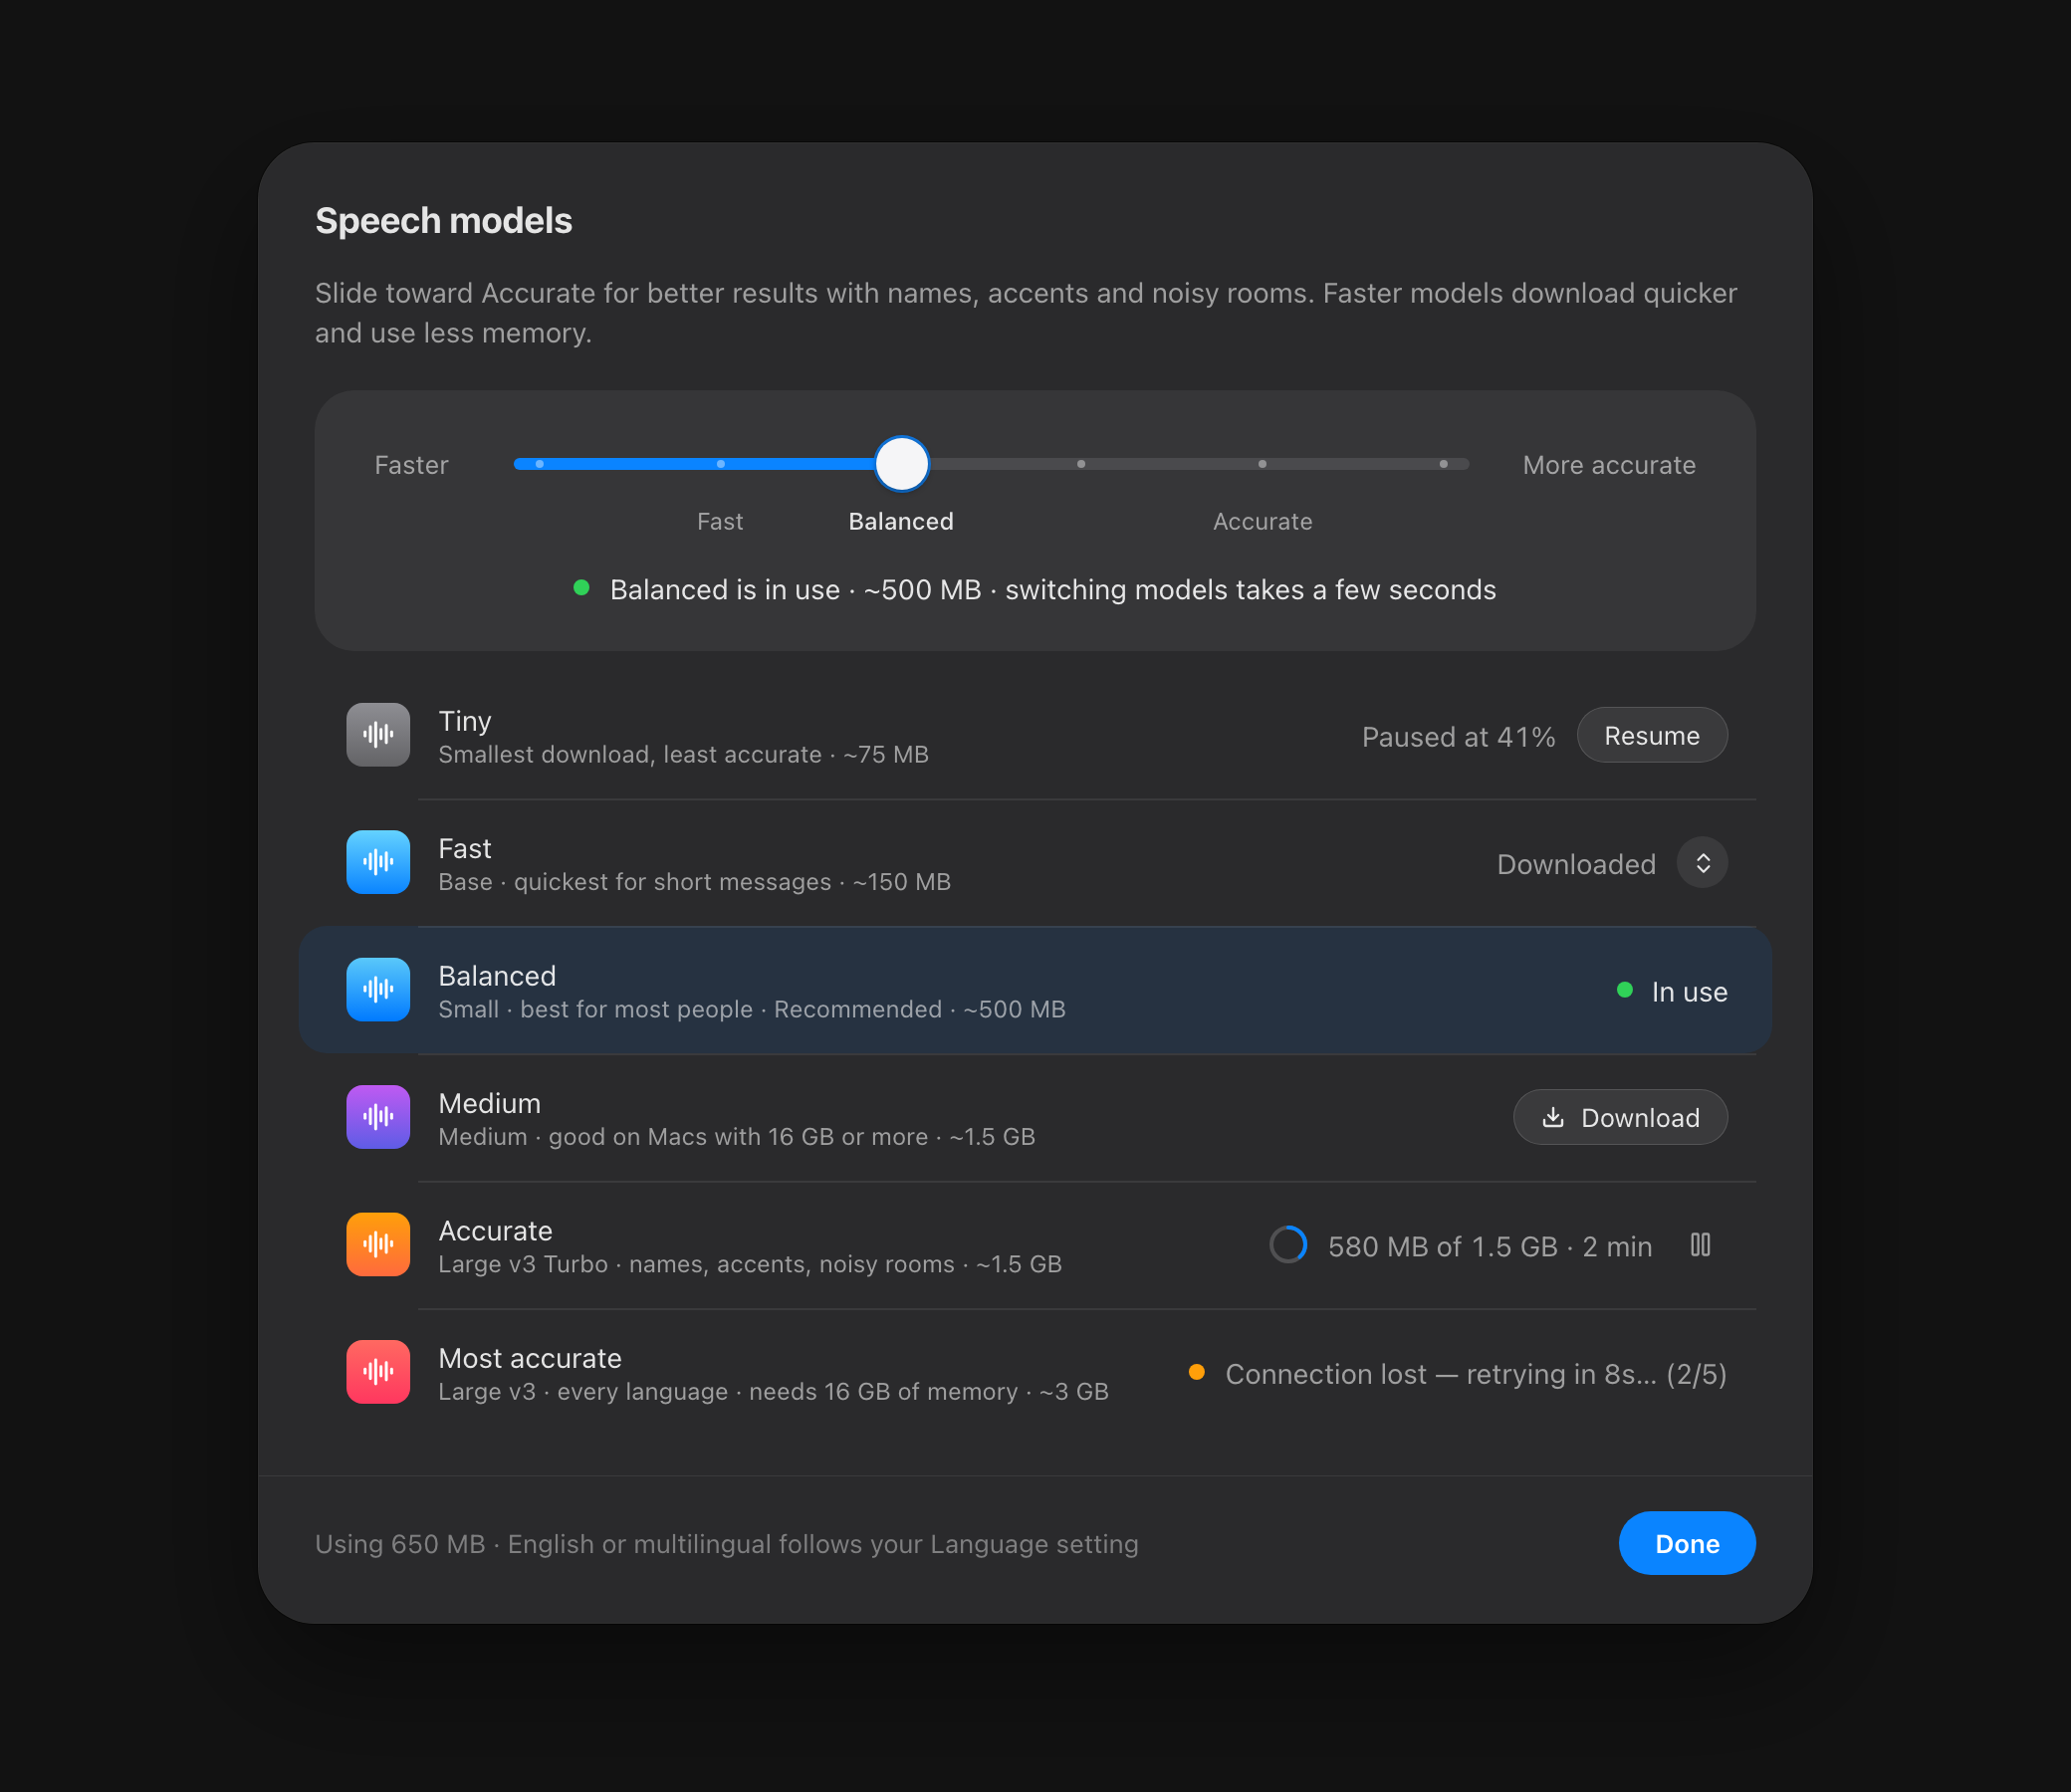 Speech models
Slide toward Accurate for better results with names, accents and noisy rooms. Faster models download quicker
and use less memory.
Faster
More accurate
Fast
Balanced
Accurate
Balanced is in use · ~500 MB · switching models takes a few seconds
Tiny
Smallest download, least accurate · ~75 MB
Paused at 41%
Resume
Fast
Base · quickest for short messages · ~150 MB
Downloaded
Balanced
Small · best for most people · Recommended · ~500 MB
In use
Medium
Medium · good on Macs with 16 GB or more · ~1.5 GB
Download
Accurate
Large v3 Turbo · names, accents, noisy rooms · ~1.5 GB
580 MB of 1.5 GB · 2 min
Most accurate
Large v3 · every language · needs 16 GB of memory · ~3 GB
Connection lost — retrying in 8s… (2/5)
Using 650 MB · English or multilingual follows your Language setting
Done